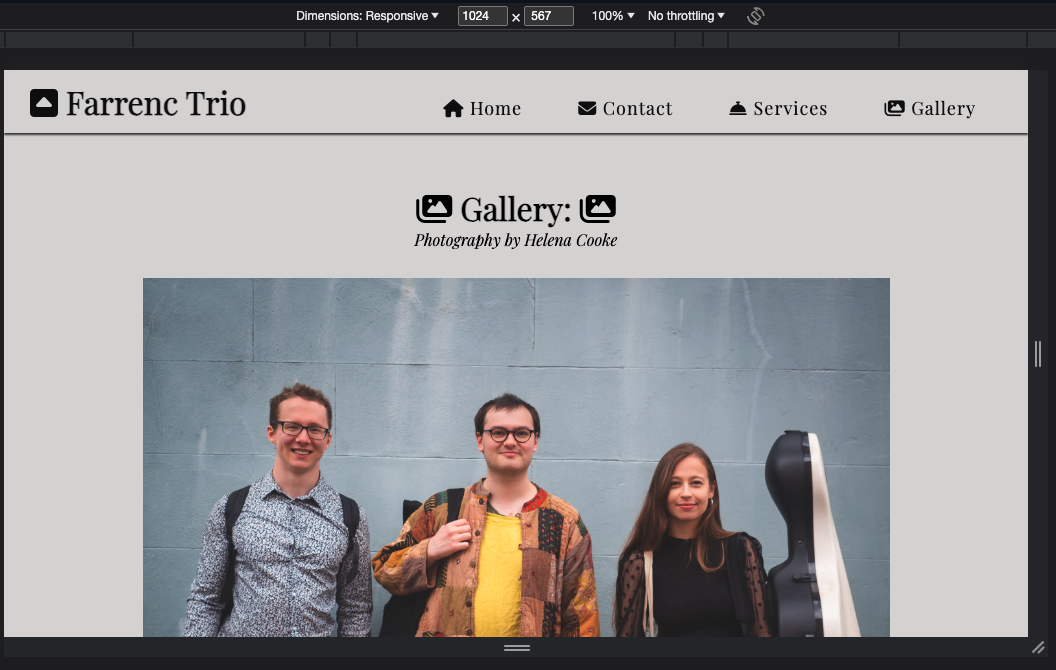 Dimensions: Responsive 1024 × 567 100% No throttling
Farrenc Trio Home Contact Services Gallery
Gallery:
Photography by Helena Cooke